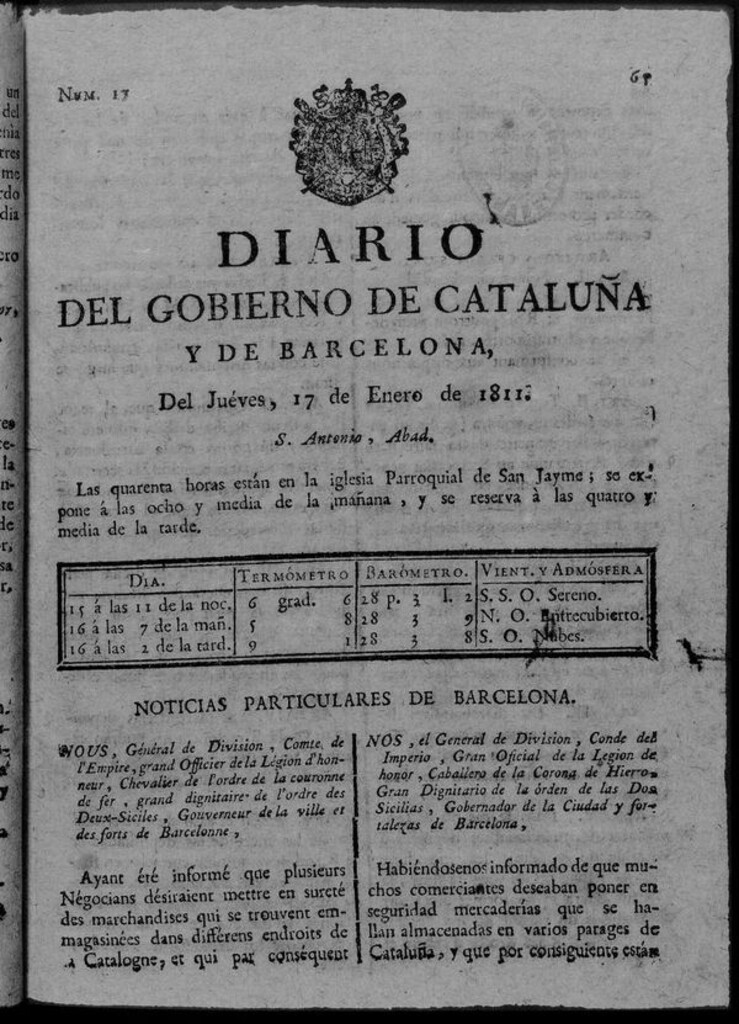 NUM. 17
65
DIARIO
DEL GOBIERNO DE CATALUÑA
Y DE BARCELONA,
Del Juéves, 17 de Enero de 1811.
S. Antonio, Abad.
Las quarenta horas están en la iglesia Parroquial de San Jayme; se ex-
pone á las ocho y media de la mañana, y se reserva à las quatro y
media de la tarde.
DIA. TERMÓMETRO BARÓMETRO. VIENT. Y ADMÓSFERA
15 á las 11 de la noc. 6 grad. 6 28 p. 3 l. 2 S. S. O. Sereno.
16 á las 7 de la mañ. 5 8 28 3 9 N. O. Entrecubierto.
16 á las 2 de la tard. 9 1 28 3 8 S. O. Nubes.
NOTICIAS PARTICULARES DE BARCELONA.
NOUS, Général de Division, Comte de
l'Empire, grand Officier de la Légion d'hon-
neur, Chevalier de l'ordre de la couronne
de fer, grand dignitaire de l'ordre des
Deux-Siciles, Gouverneur de la ville et
des forts de Barcelonne,
Ayant été informé que plusieurs
Négocians désiraient mettre en sureté
des marchandises qui se trouvent em-
magasinées dans différens endroits de
la Catalogne, et qui par conséquent
NOS, el General de Division, Conde del
Imperio, Gran Oficial de la Legion de
honor, Caballero de la Corona de Hierro,
Gran Dignitario de la órden de las Dos
Sicilias, Gobernador de la Ciudad y for-
talezas de Barcelona,
Habiéndosenos informado de que mu-
chos comerciantes deseaban poner en
seguridad mercaderías que se ha-
llan almacenadas en varios parages de
Cataluña, y que por consiguiente están